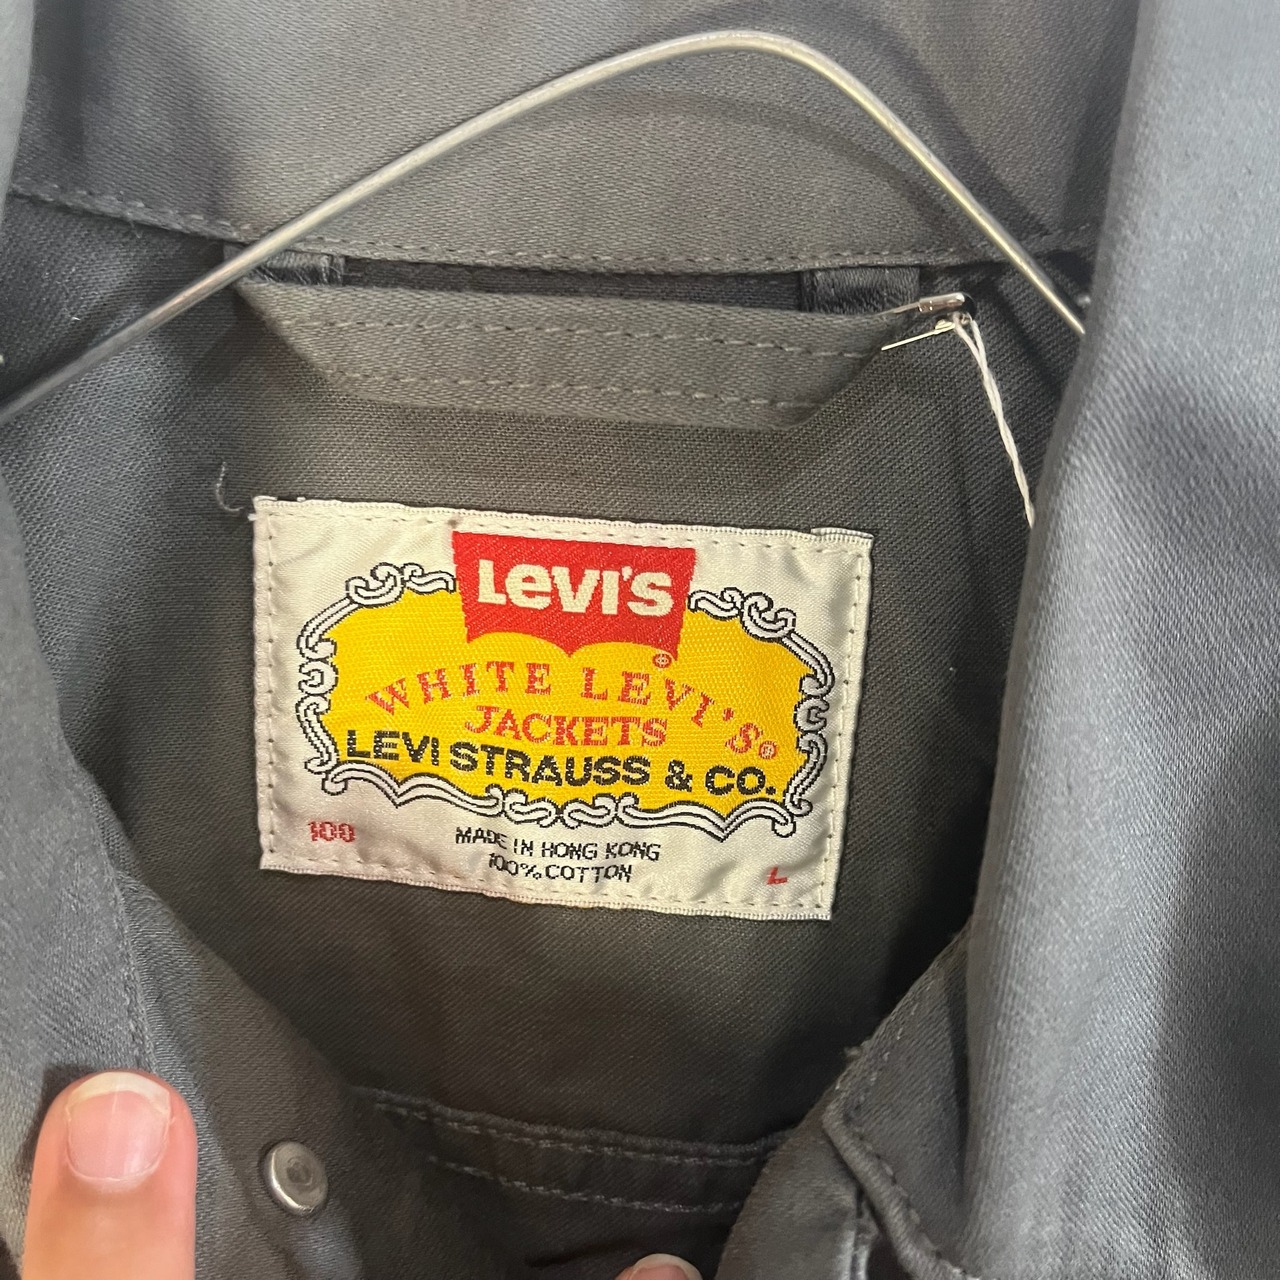 LEVI'S
®
WHITE LEVI'S®
JACKETS
LEVI STRAUSS & CO.
100
MADE IN HONG KONG
100% COTTON
L